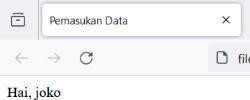 Pemasukan Data
file
Hai, joko